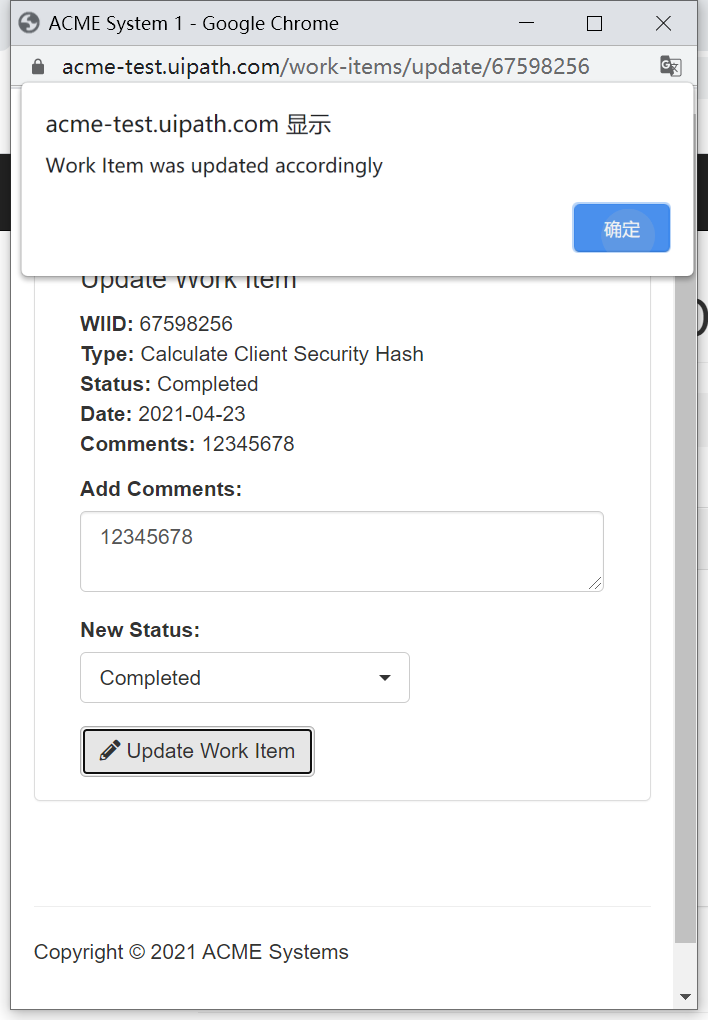 ACME System 1 - Google Chrome
acme-test.uipath.com/work-items/update/67598256
acme-test.uipath.com 显示
Work Item was updated accordingly
确定
Update Work Item
WIID: 67598256
Type: Calculate Client Security Hash
Status: Completed
Date: 2021-04-23
Comments: 12345678
Add Comments:
12345678
New Status:
Completed
Update Work Item
Copyright © 2021 ACME Systems